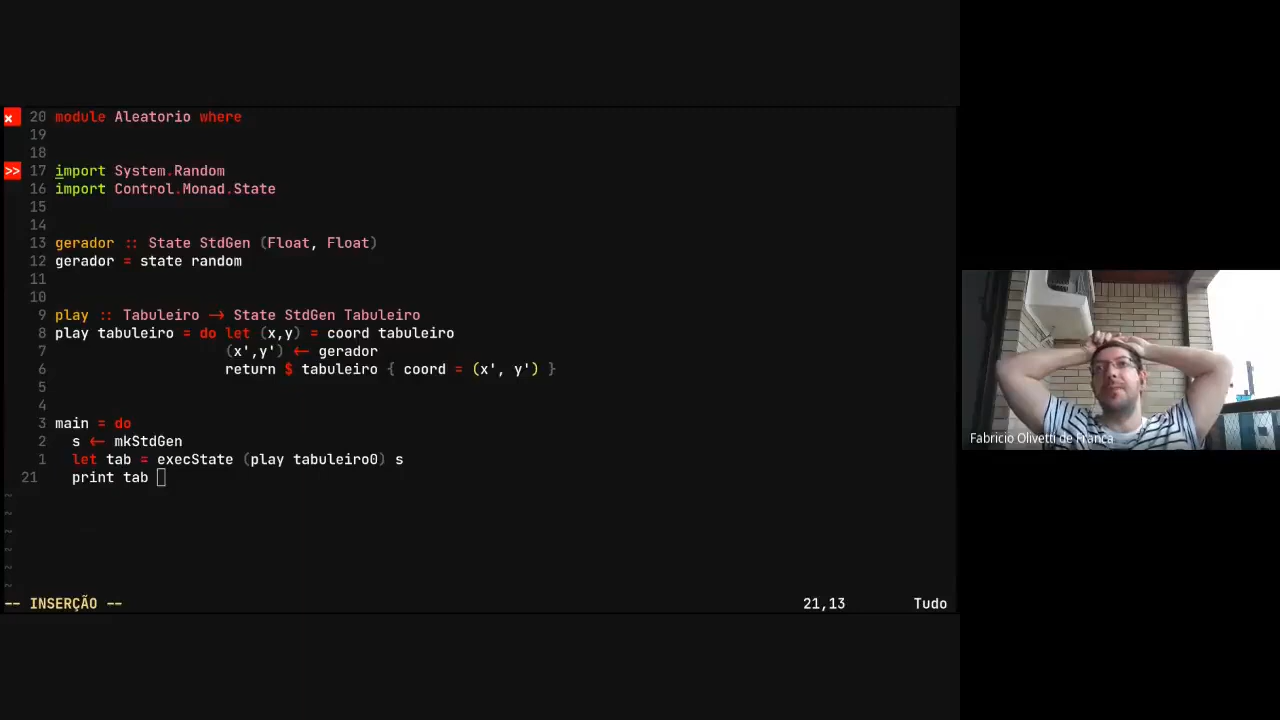 × 20 module Aleatorio where
19
18
>> 17 import System.Random
16 import Control.Monad.State
15
14
13 gerador :: State StdGen (Float, Float)
12 gerador = state random
11
10
9 play :: Tabuleiro → State StdGen Tabuleiro
8 play tabuleiro = do let (x,y) = coord tabuleiro
7 (x',y') ← gerador
6 return $ tabuleiro { coord = (x', y') }
5
4
3 main = do
2 s ← mkStdGen
1 let tab = execState (play tabuleiro0) s
21 print tab
~
~
~
~
~
~
-- INSERÇÃO -- 21,13 Tudo
Fabricio Olivetti de Franca